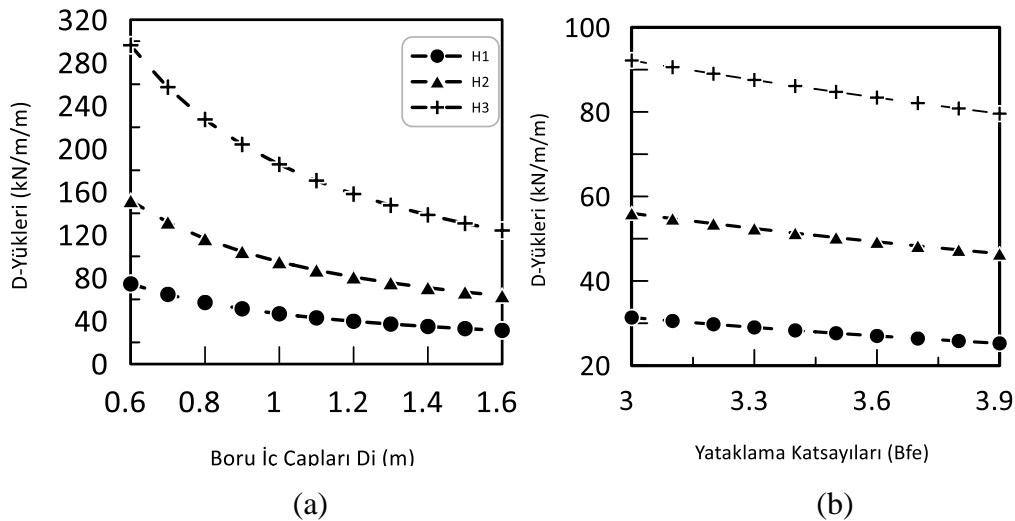 D-Yükleri (kN/m/m)
320
280
240
200
160
120
80
40
0
0.6 0.8 1 1.2 1.4 1.6
H1
H2
H3
Boru İç Çapları Di (m)
(a)
D-Yükleri (kN/m/m)
100
80
60
40
20
3 3.3 3.6 3.9
Yataklama Katsayıları (Bfe)
(b)